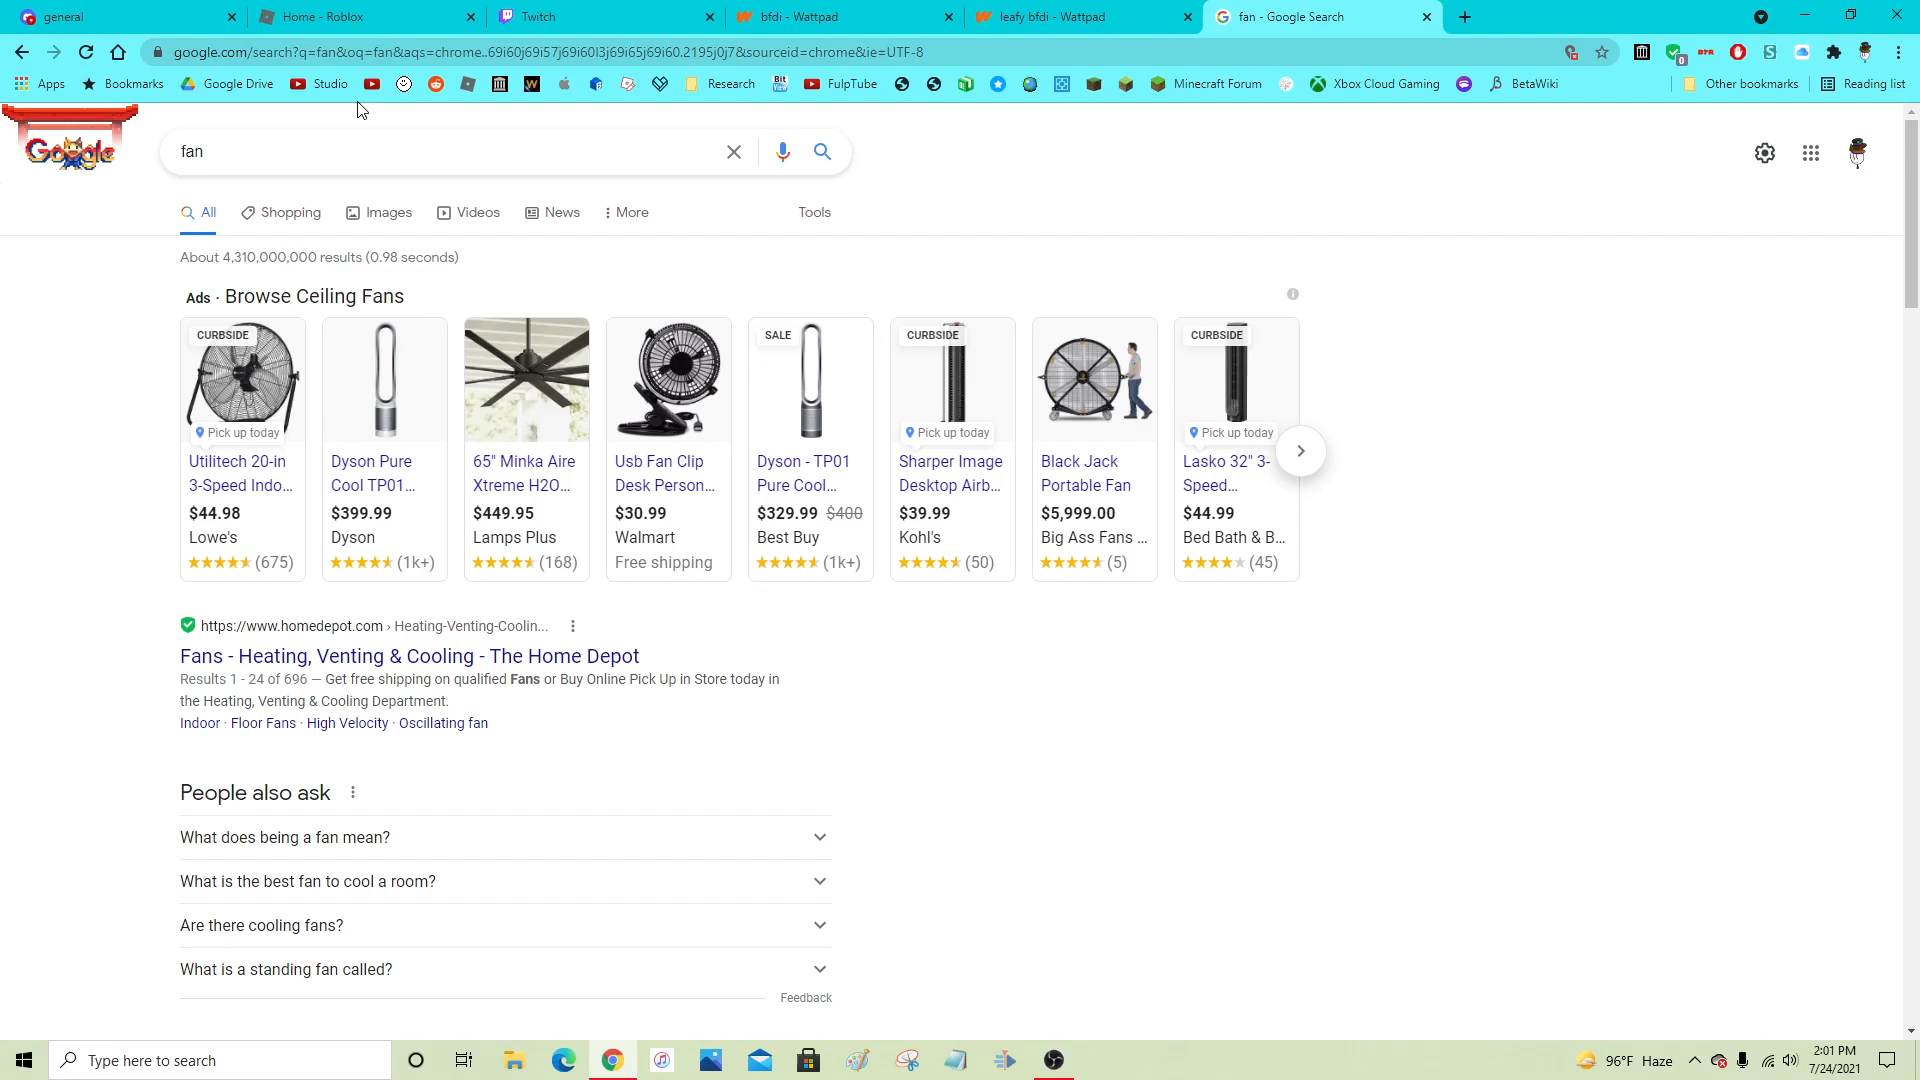 general
Home - Roblox
Twitch
bfdi - Wattpad
leafy bfdi - Wattpad
fan - Google Search
google.com/search?q=fan&oq=fan&aqs=chrome..69i60j69i57j69i60l3j69i65j69i60.2195j0j7&sourceid=chrome&ie=UTF-8
0
Apps
Bookmarks
Google Drive
Studio
Research
Bit View
FulpTube
Minecraft Forum
Xbox Cloud Gaming
BetaWiki
Other bookmarks
Reading list
Google
fan
All
Shopping
Images
Videos
News
More
Tools
About 4,310,000,000 results (0.98 seconds)
Ads · Browse Ceiling Fans
CURBSIDE
Pick up today
Utilitech 20-in
3-Speed Indo...
$44.98
Lowe's
(675)
Dyson Pure
Cool TP01...
$399.99
Dyson
(1k+)
65" Minka Aire
Xtreme H2O...
$449.95
Lamps Plus
(168)
Usb Fan Clip
Desk Person...
$30.99
Walmart
Free shipping
SALE
Dyson - TP01
Pure Cool...
$329.99 $400
Best Buy
(1k+)
CURBSIDE
Pick up today
Sharper Image
Desktop Airb...
$39.99
Kohl's
(50)
Black Jack
Portable Fan
$5,999.00
Big Ass Fans ...
(5)
CURBSIDE
Pick up today
Lasko 32" 3-
Speed...
$44.99
Bed Bath & B...
(45)
https://www.homedepot.com › Heating-Venting-Coolin...
Fans - Heating, Venting & Cooling - The Home Depot
Results 1 - 24 of 696 — Get free shipping on qualified Fans or Buy Online Pick Up in Store today in
the Heating, Venting & Cooling Department.
Indoor · Floor Fans · High Velocity · Oscillating fan
People also ask
What does being a fan mean?
What is the best fan to cool a room?
Are there cooling fans?
What is a standing fan called?
Feedback
Type here to search
96°F Haze
2:01 PM
7/24/2021